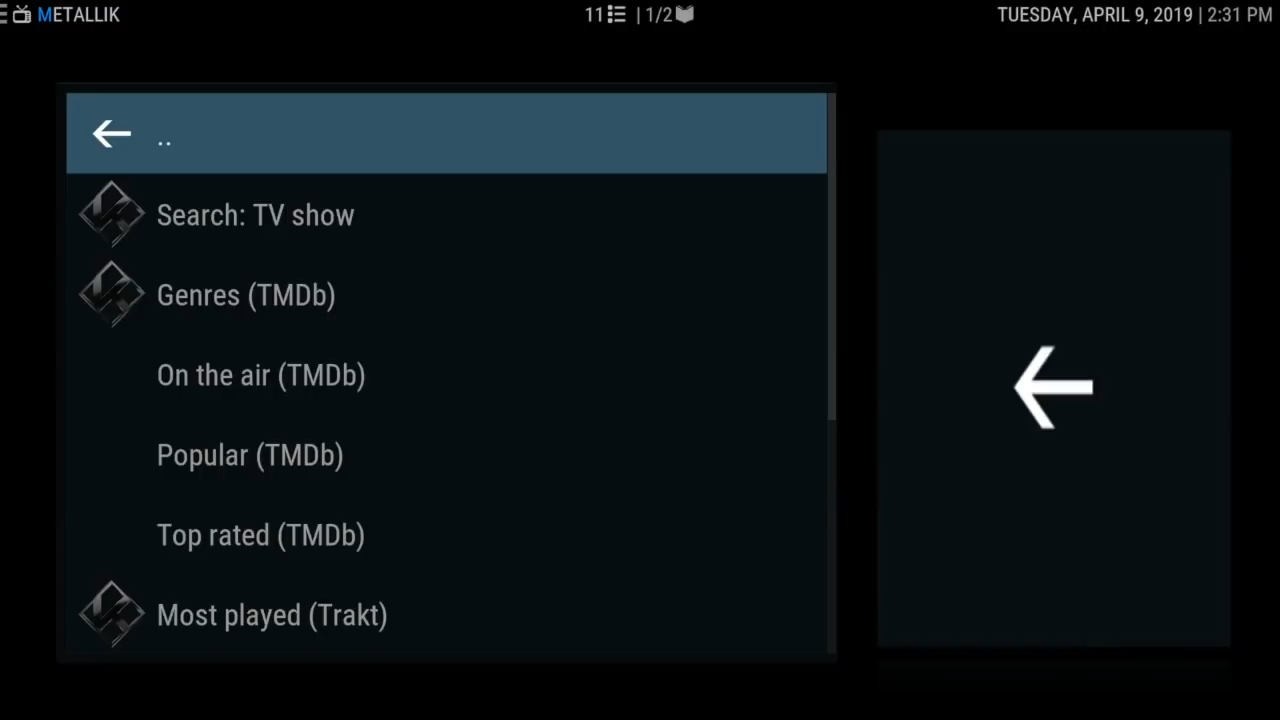 METALLIK
11 | 1/2
TUESDAY, APRIL 9, 2019 | 2:31 PM
..
Search: TV show
Genres (TMDb)
On the air (TMDb)
Popular (TMDb)
Top rated (TMDb)
Most played (Trakt)